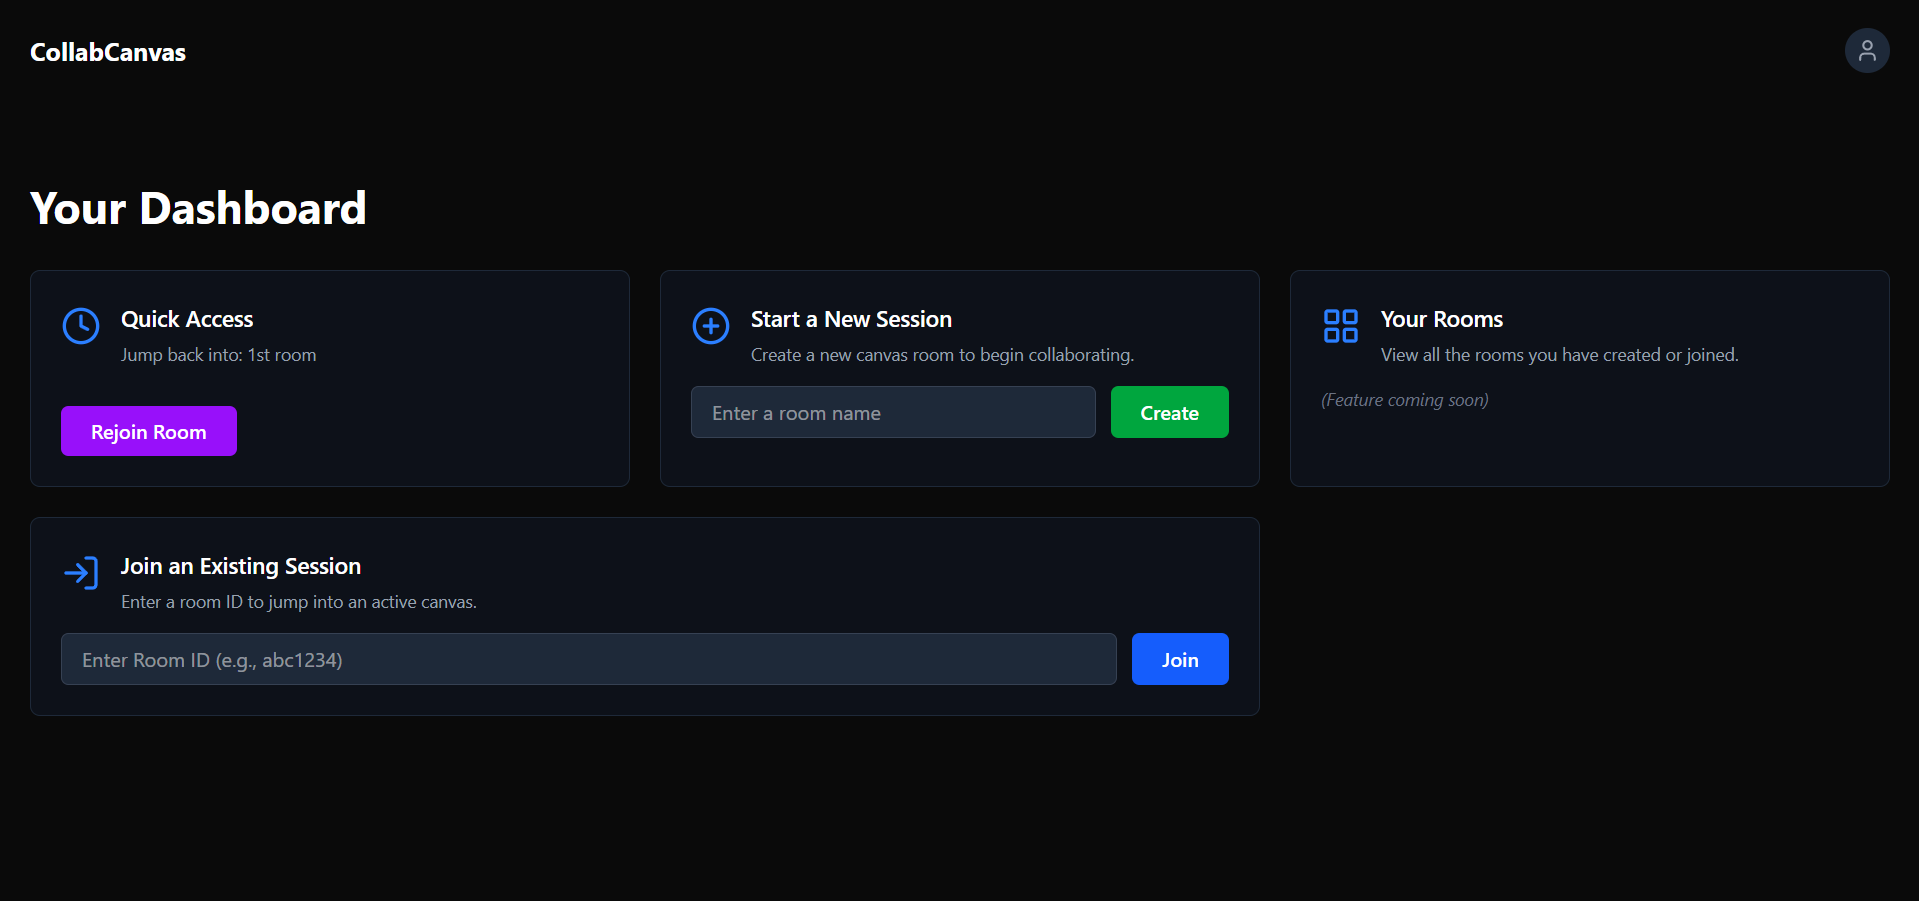 CollabCanvas
Your Dashboard
Quick Access
Jump back into: 1st room
Rejoin Room
Start a New Session
Create a new canvas room to begin collaborating.
Enter a room name
Create
Your Rooms
View all the rooms you have created or joined.
(Feature coming soon)
Join an Existing Session
Enter a room ID to jump into an active canvas.
Enter Room ID (e.g., abc1234)
Join